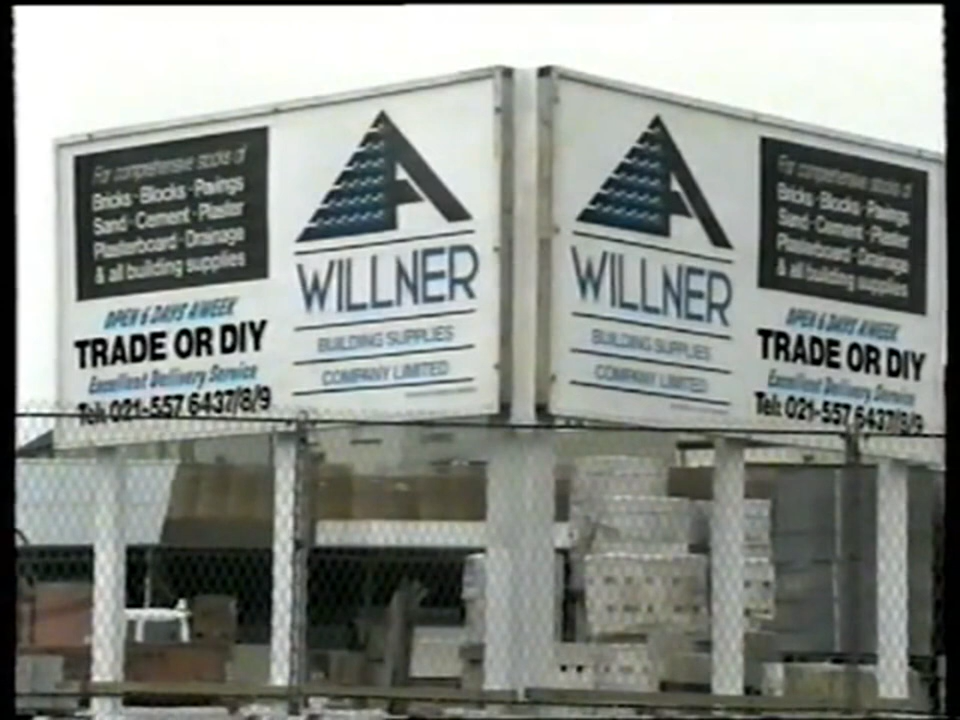 For comprehensive stocks of
Bricks · Blocks · Pavings
Sand · Cement · Plaster
Plasterboard · Drainage
& all building supplies
OPEN 6 DAYS A WEEK
TRADE OR DIY
Excellent Delivery Service
Tel: 021-557 6437/8/9
WILLNER
BUILDING SUPPLIES
COMPANY LIMITED
WILLNER
BUILDING SUPPLIES
COMPANY LIMITED
For comprehensive stocks of
Bricks · Blocks · Pavings
Sand · Cement · Plaster
Plasterboard · Drainage
& all building supplies
OPEN 6 DAYS A WEEK
TRADE OR DIY
Excellent Delivery Service
Tel: 021-557 6437/8/9